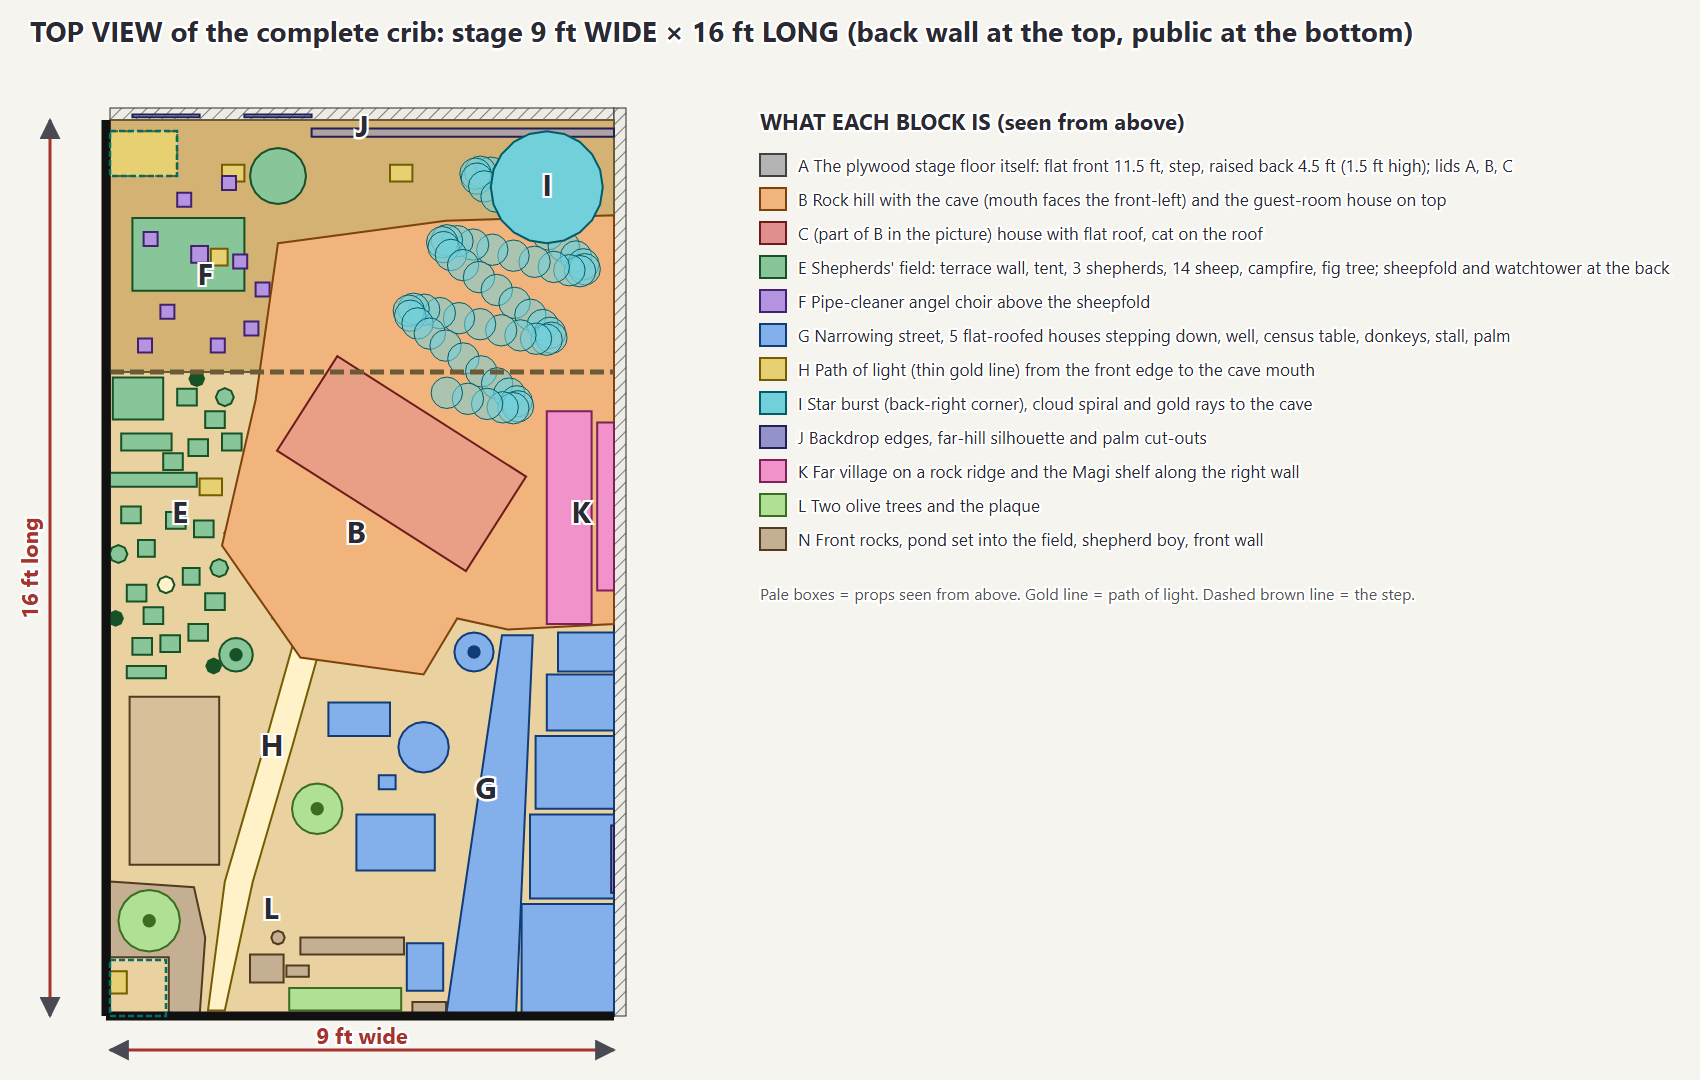 TOP VIEW of the complete crib: stage 9 ft WIDE × 16 ft LONG (back wall at the top, public at the bottom)
J
I
F
E
B
K
H
G
L
16 ft long
9 ft wide
WHAT EACH BLOCK IS (seen from above)
A The plywood stage floor itself: flat front 11.5 ft, step, raised back 4.5 ft (1.5 ft high); lids A, B, C
B Rock hill with the cave (mouth faces the front-left) and the guest-room house on top
C (part of B in the picture) house with flat roof, cat on the roof
E Shepherds' field: terrace wall, tent, 3 shepherds, 14 sheep, campfire, fig tree; sheepfold and watchtower at the back
F Pipe-cleaner angel choir above the sheepfold
G Narrowing street, 5 flat-roofed houses stepping down, well, census table, donkeys, stall, palm
H Path of light (thin gold line) from the front edge to the cave mouth
I Star burst (back-right corner), cloud spiral and gold rays to the cave
J Backdrop edges, far-hill silhouette and palm cut-outs
K Far village on a rock ridge and the Magi shelf along the right wall
L Two olive trees and the plaque
N Front rocks, pond set into the field, shepherd boy, front wall
Pale boxes = props seen from above. Gold line = path of light. Dashed brown line = the step.